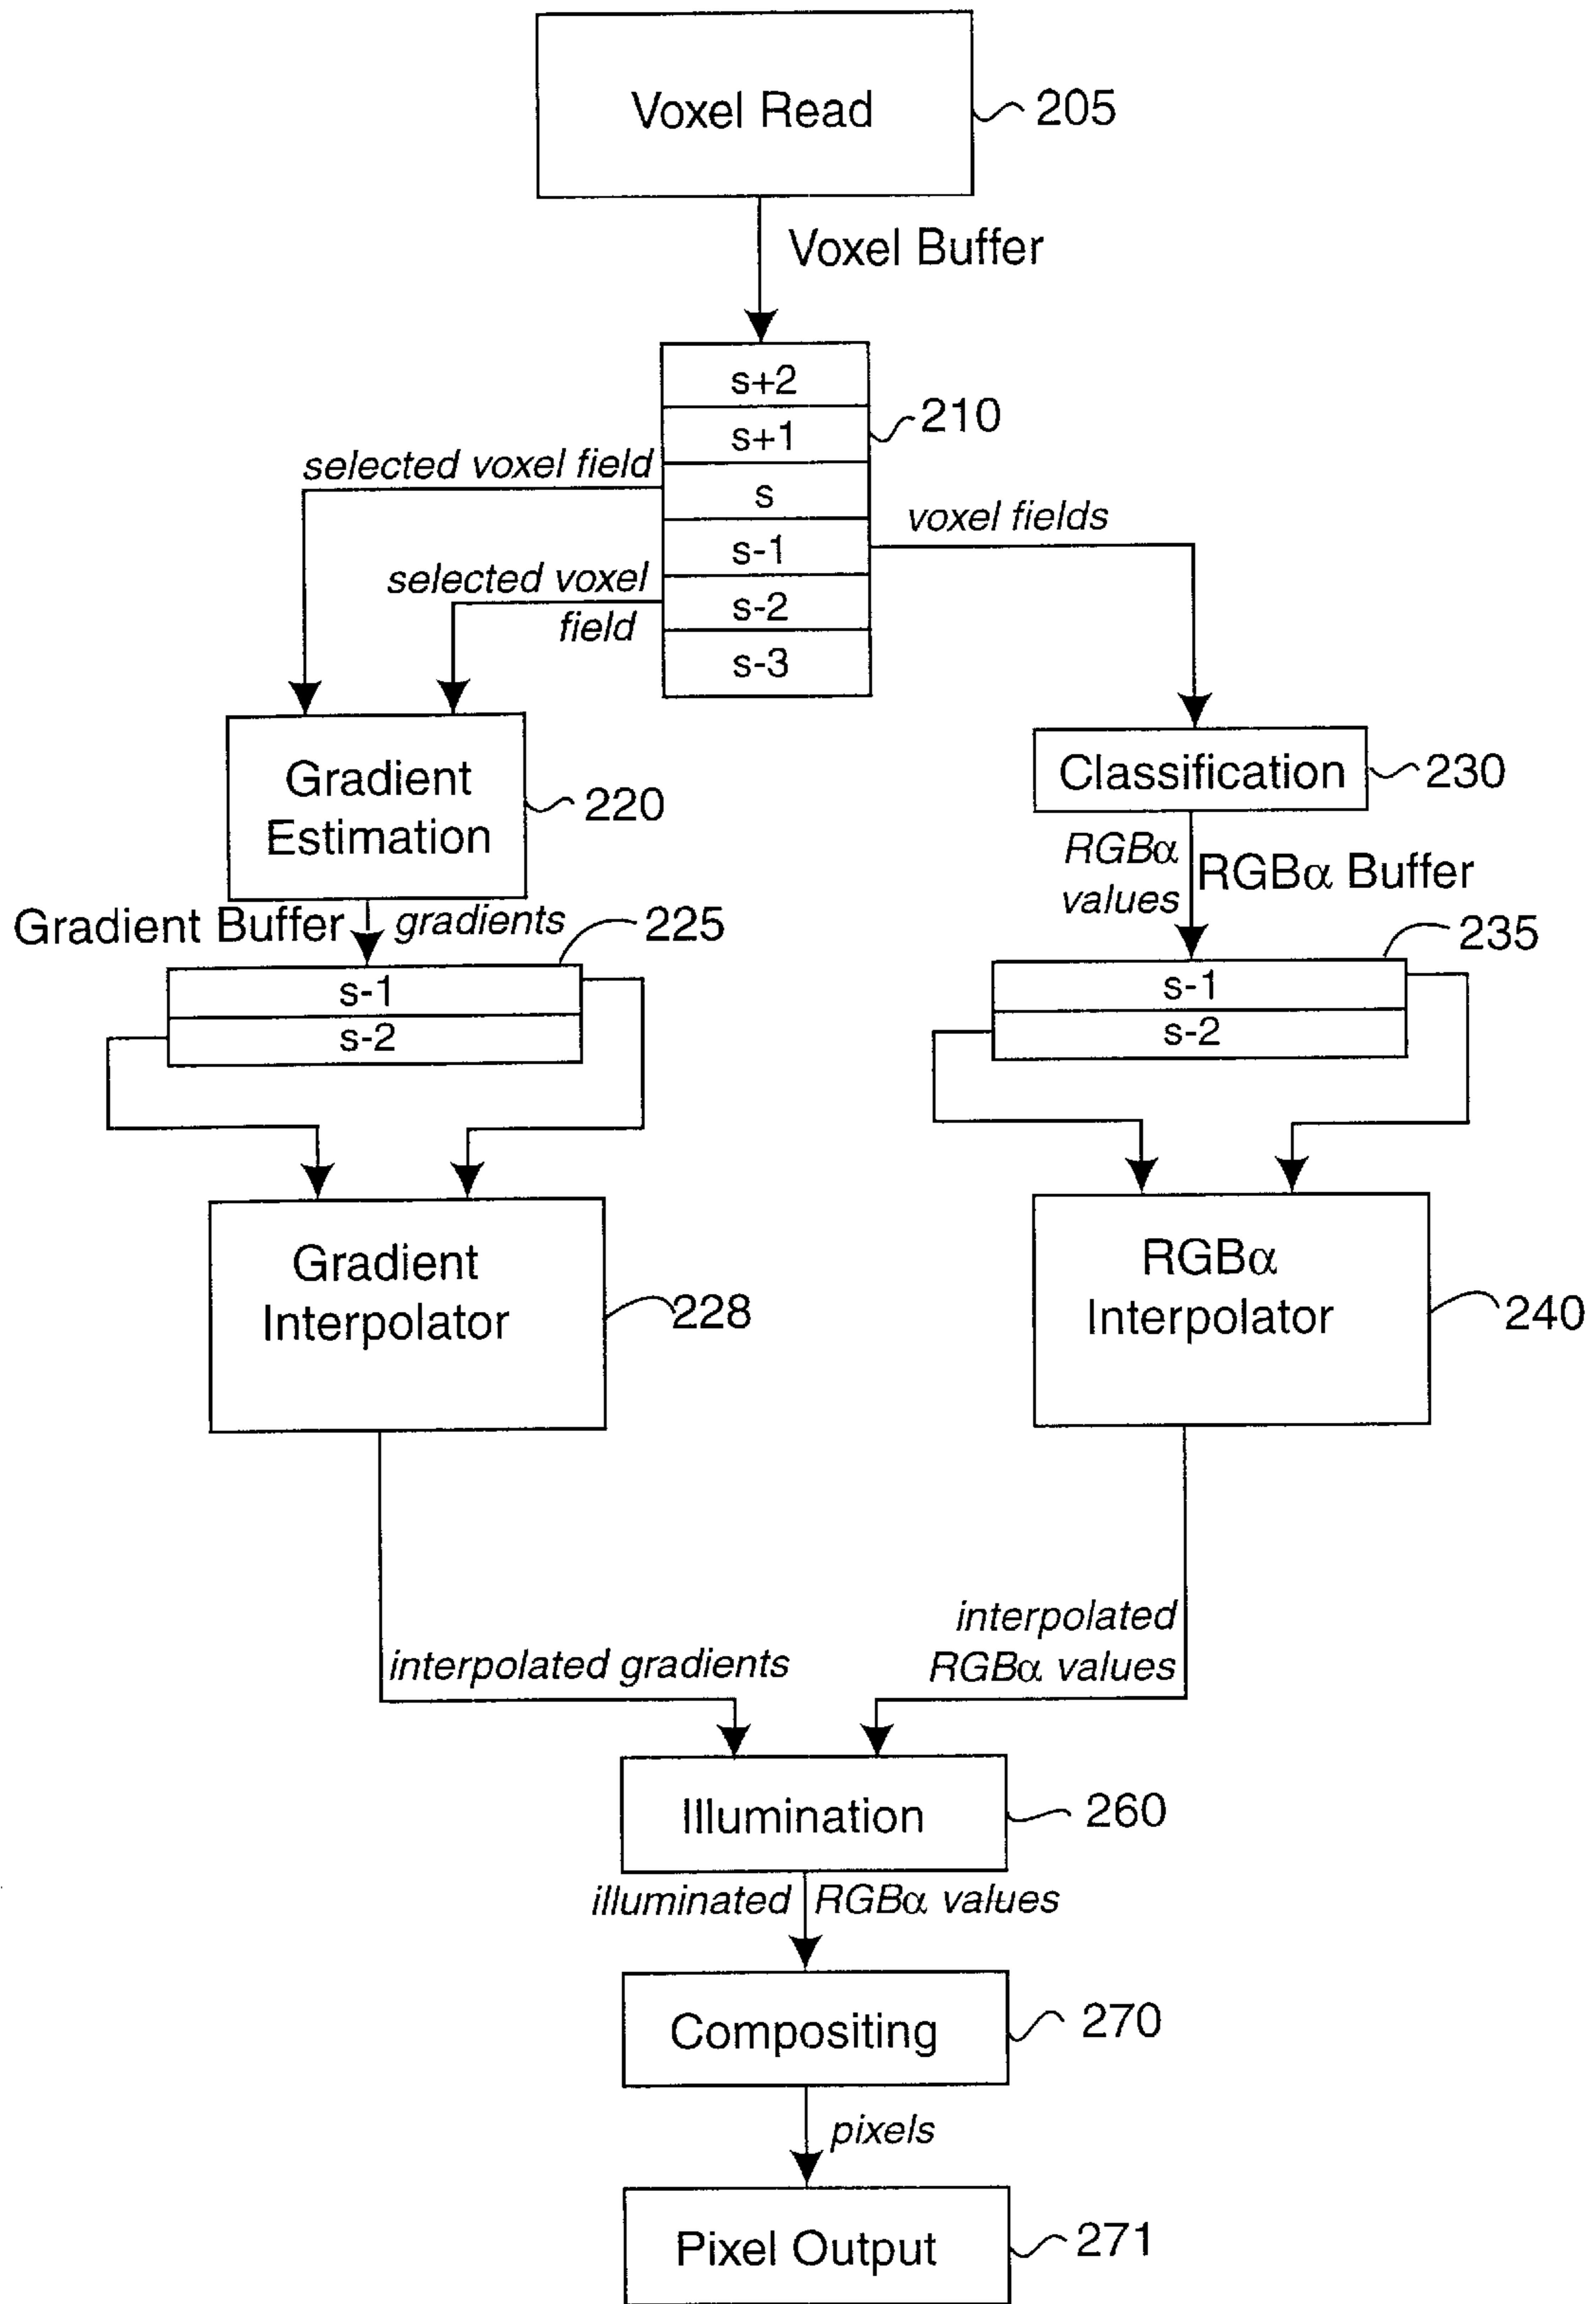 Voxel Read
205
Voxel Buffer
s+2
s+1
210
selected voxel field
s
voxel fields
s-1
selected voxel
field
s-2
s-3
Gradient
Estimation
220
Classification
230
RGBα
values
RGBα Buffer
Gradient Buffer
gradients
225
235
s-1
s-2
s-1
s-2
Gradient
Interpolator
228
RGBα
Interpolator
240
interpolated gradients
interpolated
RGBα values
Illumination
260
illuminated RGBα values
Compositing
270
pixels
Pixel Output
271